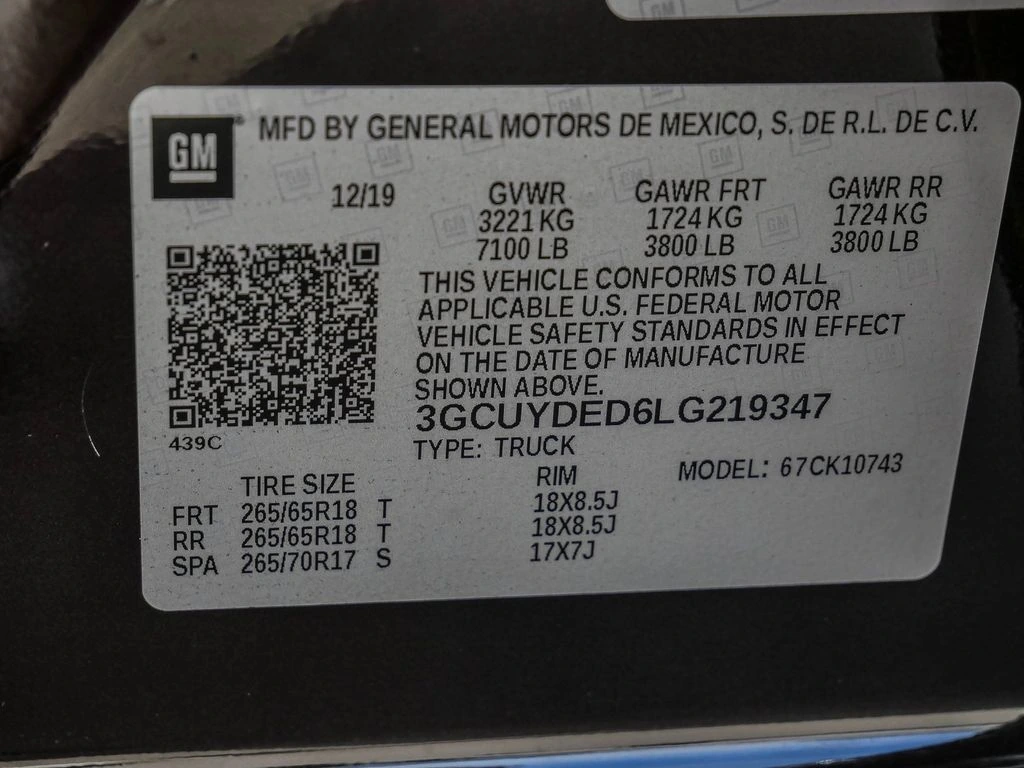 GM
MFD BY GENERAL MOTORS DE MEXICO, S. DE R.L. DE C.V.
12/19 GVWR GAWR FRT GAWR RR
3221 KG 1724 KG 1724 KG
7100 LB 3800 LB 3800 LB
THIS VEHICLE CONFORMS TO ALL
APPLICABLE U.S. FEDERAL MOTOR
VEHICLE SAFETY STANDARDS IN EFFECT
ON THE DATE OF MANUFACTURE
SHOWN ABOVE.
3GCUYDED6LG219347
439C
TYPE: TRUCK
MODEL: 67CK10743
TIRE SIZE RIM
FRT 265/65R18 T 18X8.5J
RR 265/65R18 T 18X8.5J
SPA 265/70R17 S 17X7J